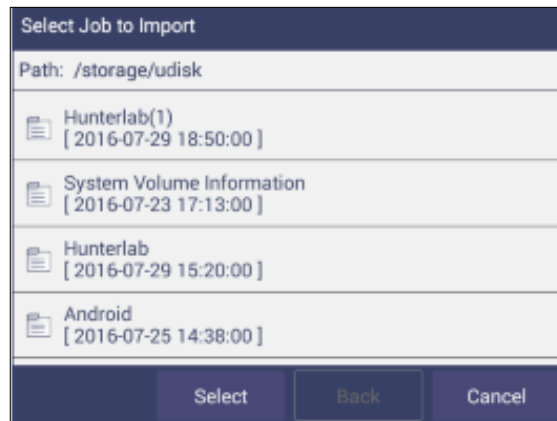 Select Job to Import
Path: /storage/udisk
Hunterlab(1)
[ 2016-07-29 18:50:00 ]
System Volume Information
[ 2016-07-23 17:13:00 ]
Hunterlab
[ 2016-07-29 15:20:00 ]
Android
[ 2016-07-25 14:38:00 ]
Select Back Cancel